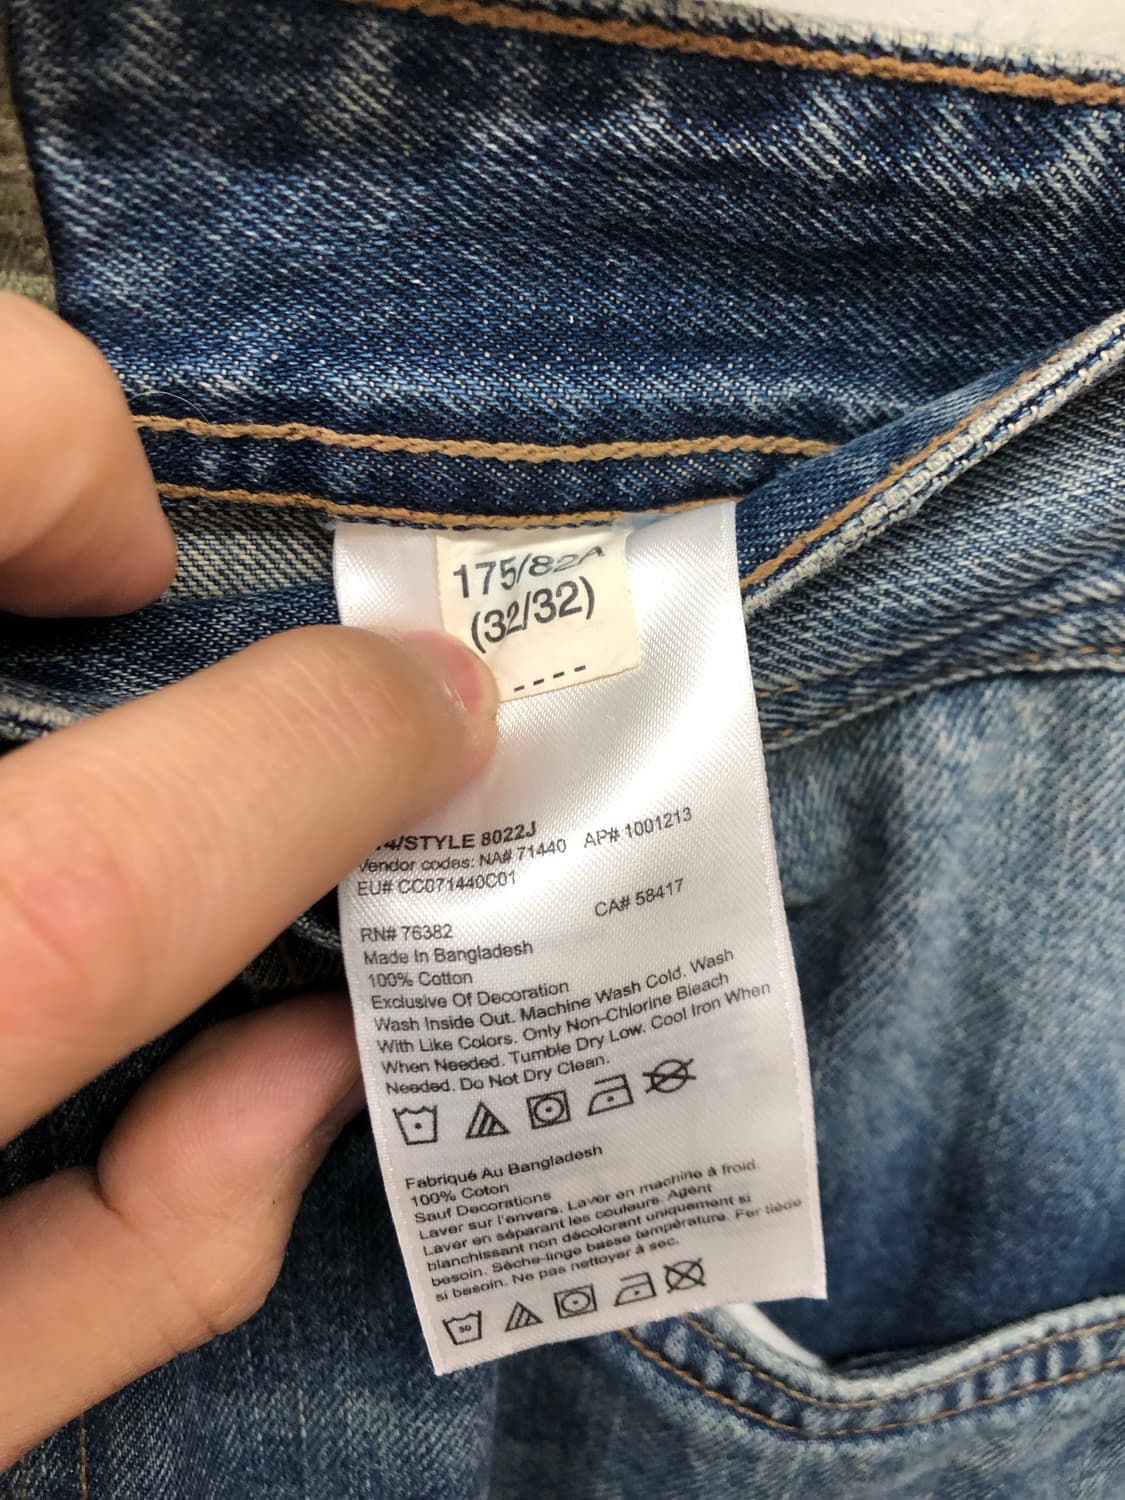 175/82A
(32/32)
----
4/STYLE 8022J
Vendor codes: NA# 71440 AP# 1001213
EU# CC071440C01
CA# 58417
RN# 76382
Made In Bangladesh
100% Cotton
Exclusive Of Decoration
Wash Inside Out. Machine Wash Cold. Wash
With Like Colors. Only Non-Chlorine Bleach
When Needed. Tumble Dry Low. Cool Iron When
Needed. Do Not Dry Clean.
Fabriqué Au Bangladesh
100% Coton
Sauf Decorations
Laver sur l'envers. Laver en machine à froid.
Laver en séparant les couleurs. Agent
blanchissant non décolorant uniquement si
besoin. Sèche-linge basse température. Fer tiède
si besoin. Ne pas nettoyer à sec.
30